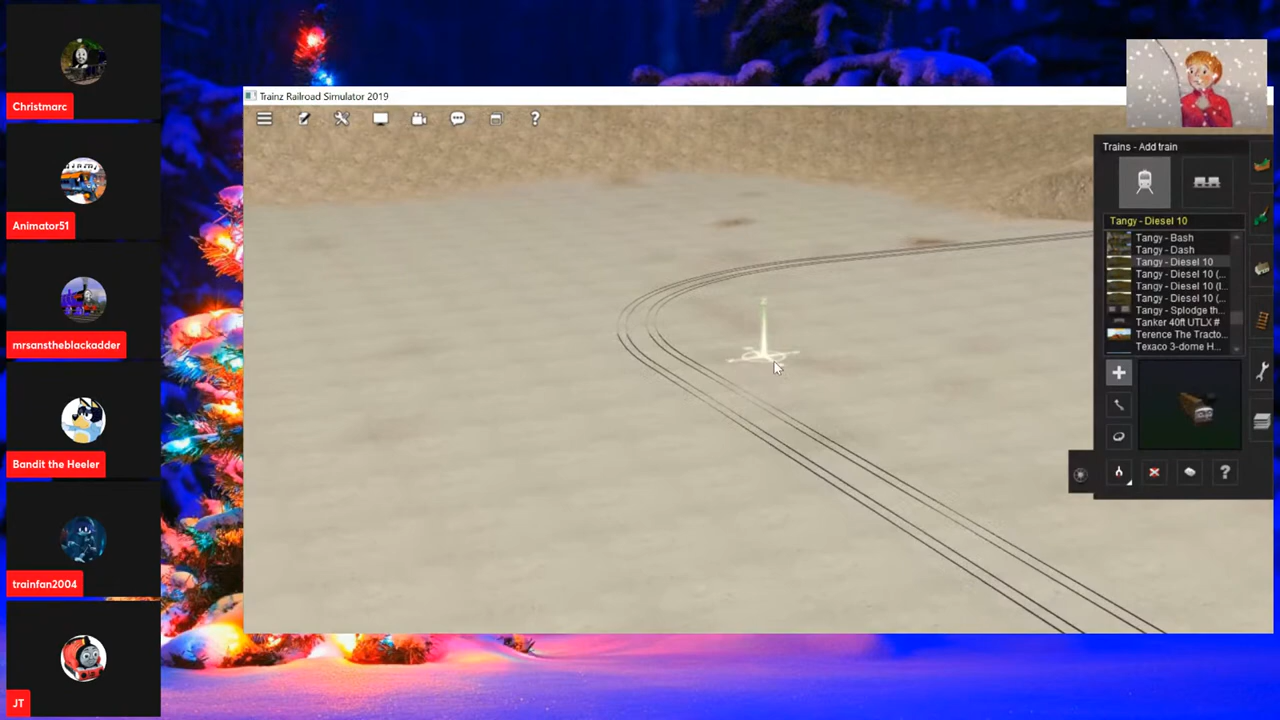 Christmarc
Animator51
mrsanstheblackadder
Bandit the Heeler
trainfan2004
JT
Trainz Railroad Simulator 2019
Trains - Add train
Tangy - Diesel 10
Tangy - Bash
Tangy - Dash
Tangy - Diesel 10
Tangy - Diesel 10 (...
Tangy - Diesel 10 (I...
Tangy - Diesel 10 (...
Tangy - Splodge th...
Tanker 40ft UTLX #
Terence The Tracto...
Texaco 3-dome H...